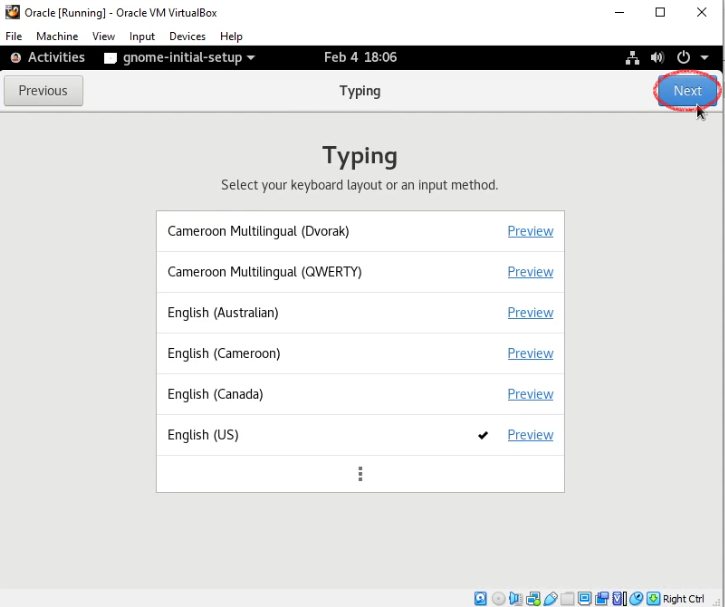 Oracle [Running] - Oracle VM VirtualBox
File Machine View Input Devices Help
Activities gnome-initial-setup Feb 4 18:06
Previous Typing Next
Typing
Select your keyboard layout or an input method.
Cameroon Multilingual (Dvorak) Preview
Cameroon Multilingual (QWERTY) Preview
English (Australian) Preview
English (Cameroon) Preview
English (Canada) Preview
English (US) Preview
Right Ctrl